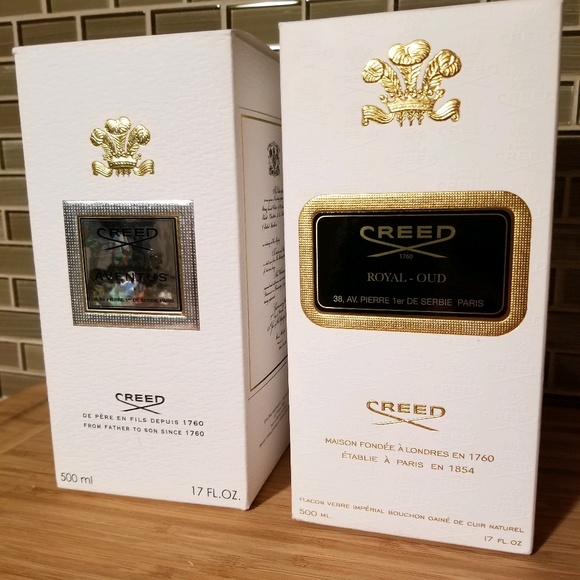 CREED
AVENTUS
CREED
DE PÈRE EN FILS DEPUIS 1760
FROM FATHER TO SON SINCE 1760
500 ml
17 FL.OZ.
CREED
1760
ROYAL - OUD
38, AV. PIERRE 1er DE SERBIE PARIS
CREED
MAISON FONDÉE À LONDRES EN 1760
ÉTABLIE À PARIS EN 1854
FLACON VERRE IMPÉRIAL BOUCHON GAINÉ DE CUIR NATUREL
500 ML
17 FL. OZ